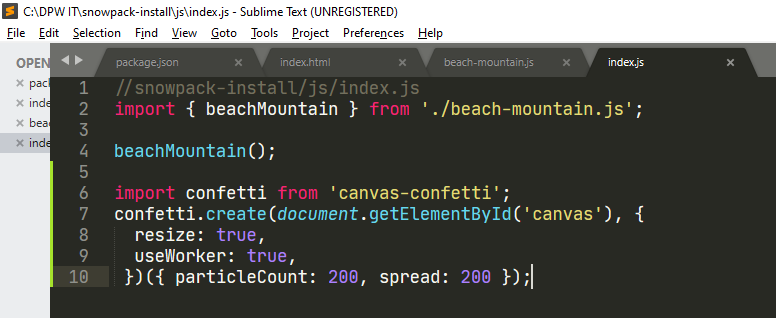 C:\DPW IT\snowpack-install\js\index.js - Sublime Text (UNREGISTERED)
File Edit Selection Find View Goto Tools Project Preferences Help
OPEN
pac
inde
bea
inde
package.json
index.html
beach-mountain.js
index.js
1 //snowpack-install/js/index.js
2 import { beachMountain } from './beach-mountain.js';
3
4 beachMountain();
5
6 import confetti from 'canvas-confetti';
7 confetti.create(document.getElementById('canvas'), {
8 resize: true,
9 useWorker: true,
10 })({ particleCount: 200, spread: 200 });